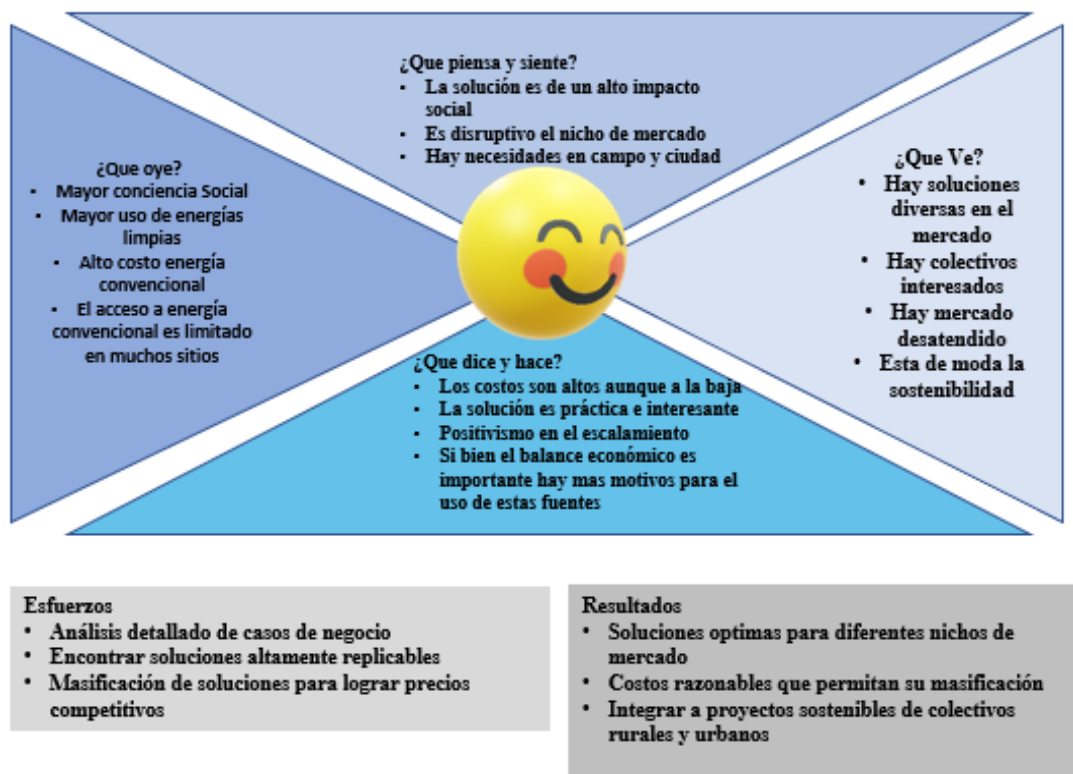 ¿Que piensa y siente?
▪ La solución es de un alto impacto
social
▪ Es disruptivo el nicho de mercado
▪ Hay necesidades en campo y ciudad
¿Que oye?
▪ Mayor conciencia Social
▪ Mayor uso de energías
limpias
▪ Alto costo energía
convencional
▪ El acceso a energía
convencional es limitado
en muchos sitios
¿Que Ve?
• Hay soluciones
diversas en el
mercado
• Hay colectivos
interesados
• Hay mercado
desatendido
• Esta de moda la
sostenibilidad
¿Que dice y hace?
▪ Los costos son altos aunque a la baja
▪ La solución es práctica e interesante
▪ Positivismo en el escalamiento
▪ Si bien el balance económico es
importante hay mas motivos para el
uso de estas fuentes
Esfuerzos
• Análisis detallado de casos de negocio
• Encontrar soluciones altamente replicables
• Masificación de soluciones para lograr precios
competitivos
Resultados
• Soluciones optimas para diferentes nichos de
mercado
• Costos razonables que permitan su masificación
• Integrar a proyectos sostenibles de colectivos
rurales y urbanos